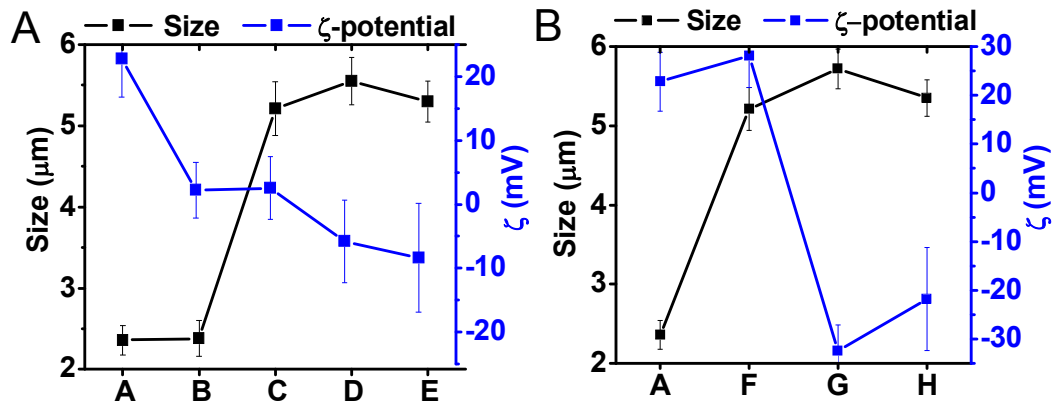 A
Size
ζ-potential
6
5
4
3
2
Size (μm)
20
10
0
-10
-20
ζ (mV)
A B C D E
B
Size
ζ–potential
6
5
4
3
2
Size (μm)
30
20
10
0
-10
-20
-30
ζ (mV)
A F G H